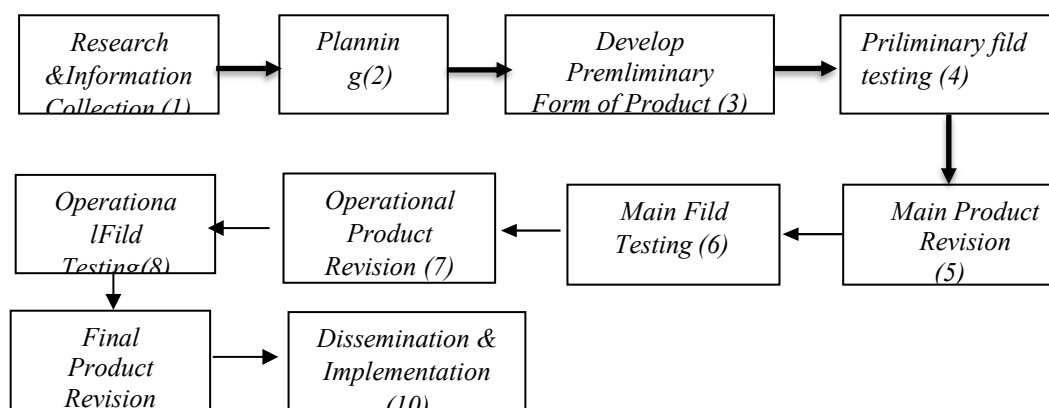 Research
&Information
Collection (1)
Plannin
g(2)
Develop
Premliminary
Form of Product (3)
Priliminary fild
testing (4)
Operationa
lFild
Testing(8)
Operational
Product
Revision (7)
Main Fild
Testing (6)
Main Product
Revision
(5)
Final
Product
Revision
Dissemination &
Implementation
(10)